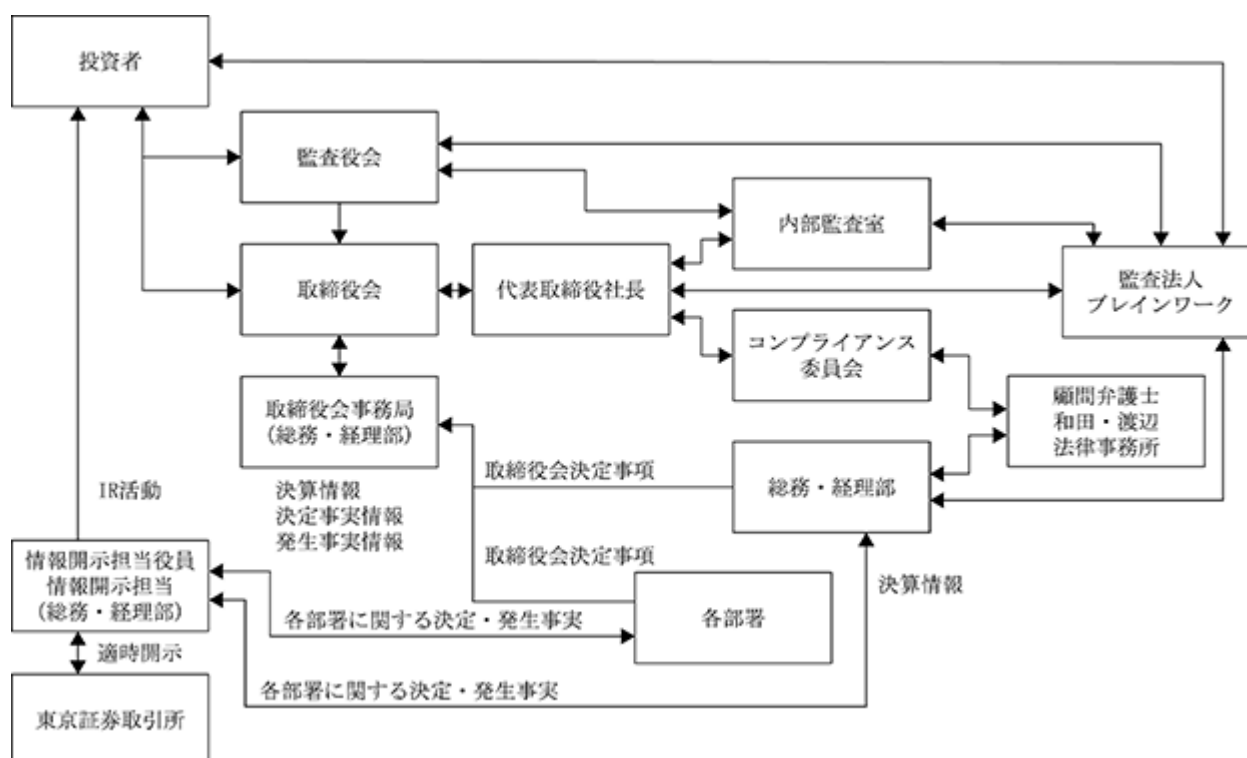 投資者
監査役会
内部監査室
取締役会
代表取締役社長
監査法人
ブレインワーク
コンプライアンス
委員会
取締役会事務局
(総務・経理部)
顧問弁護士
和田・渡辺
法律事務所
取締役会決定事項
総務・経理部
IR活動
決算情報
決定事実情報
発生事実情報
取締役会決定事項
情報開示担当役員
情報開示担当
(総務・経理部)
決算情報
各部署に関する決定・発生事実
各部署
適時開示
各部署に関する決定・発生事実
東京証券取引所